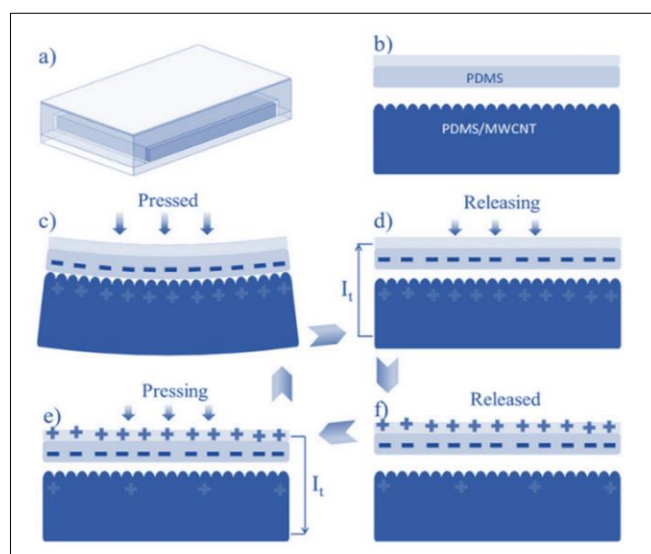 a)
b)
PDMS
PDMS/MWCNT
Pressed
c)
Releasing
d)
I_t
Pressing
e)
I_t
Released
f)